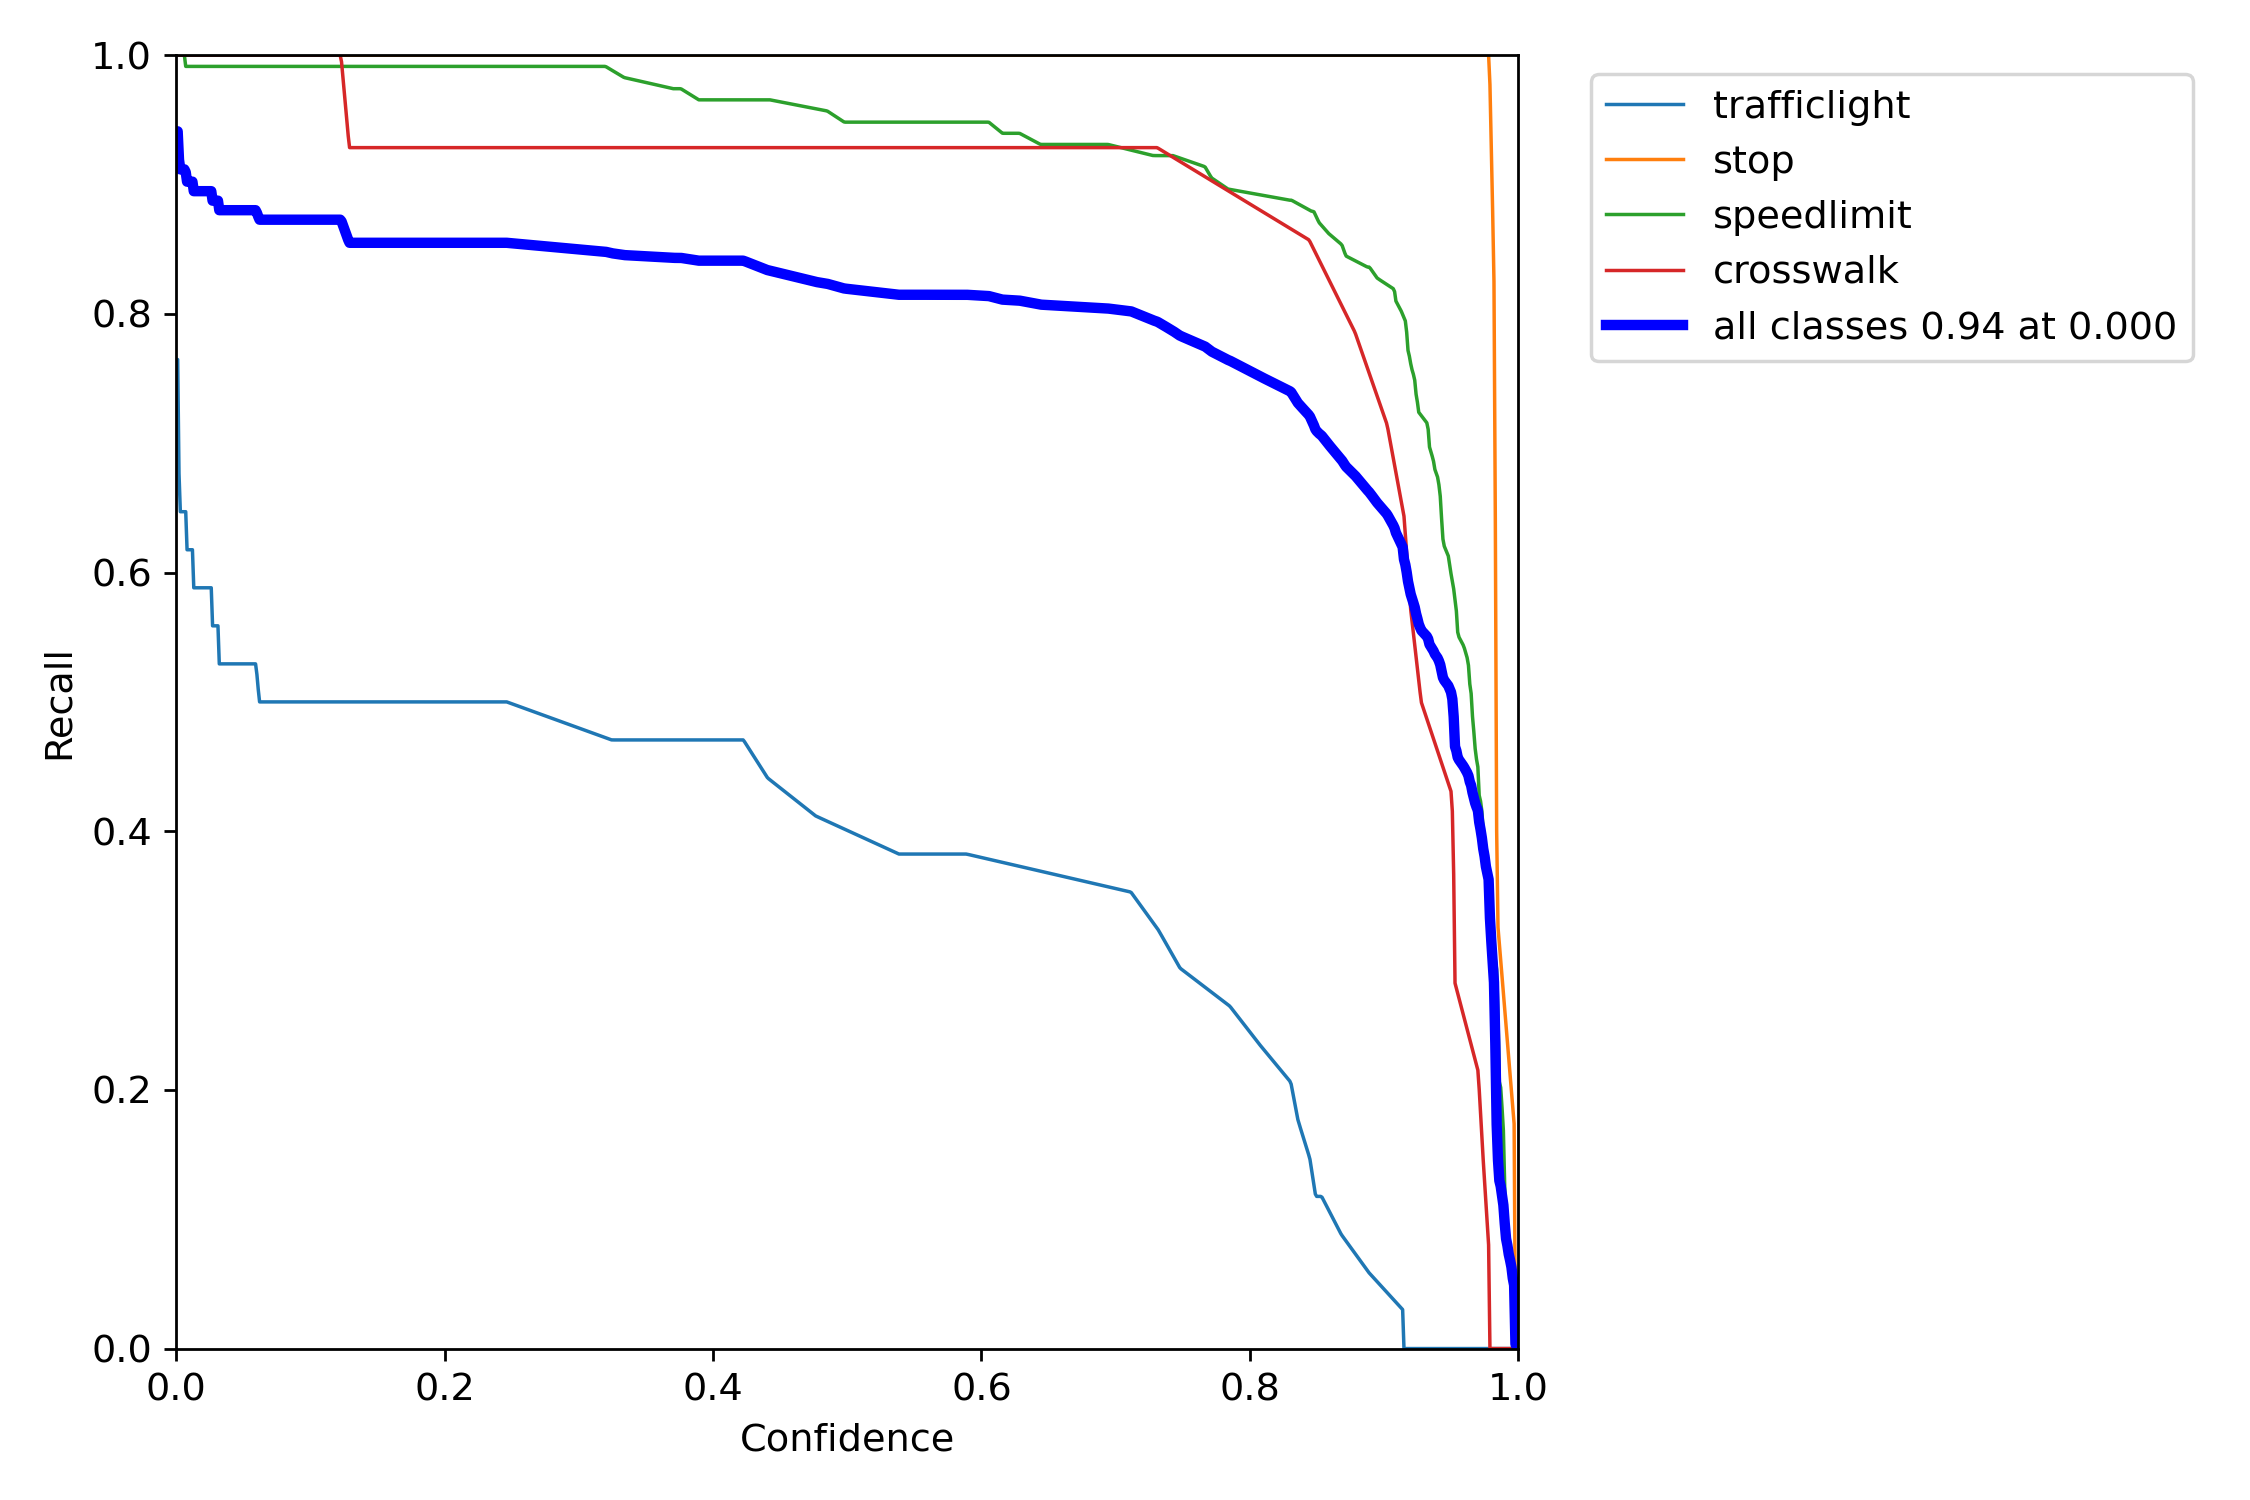 1.0
0.8
0.6
0.4
0.2
0.0
Recall
0.0 0.2 0.4 0.6 0.8 1.0
Confidence
trafficlight
stop
speedlimit
crosswalk
all classes 0.94 at 0.000